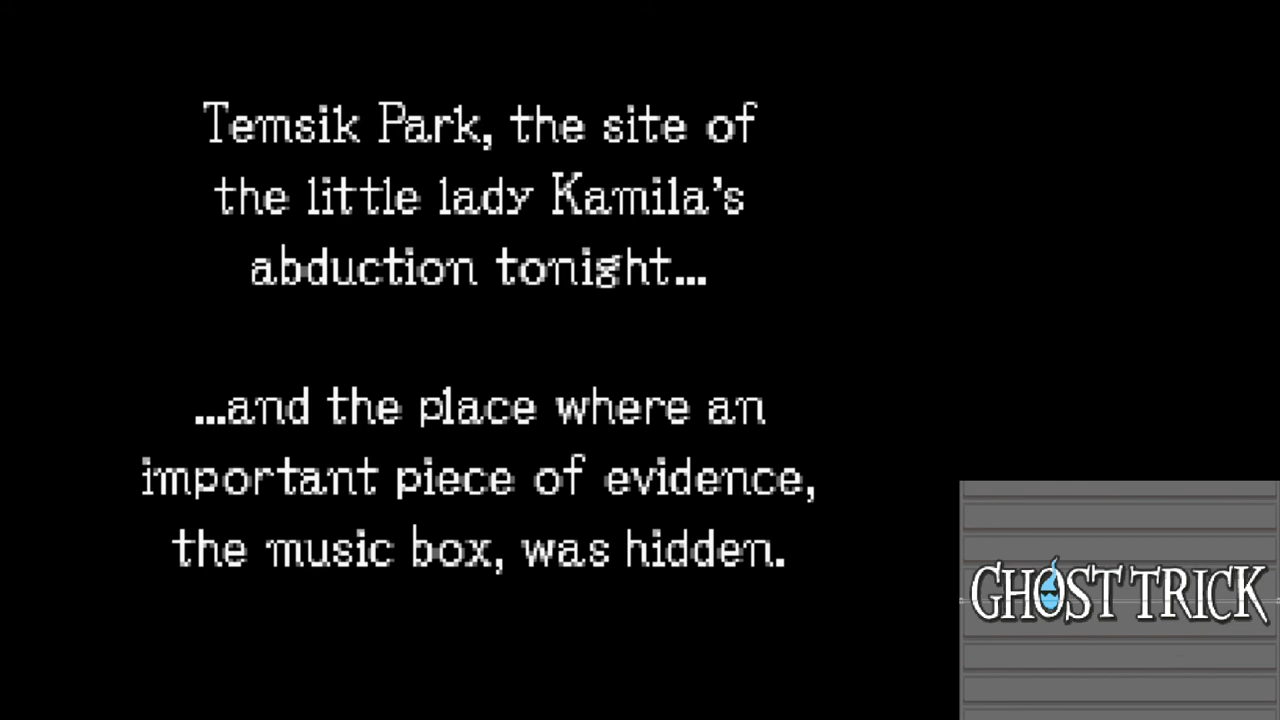 Temsik Park, the site of
the little lady Kamila's
abduction tonight...
...and the place where an
important piece of evidence,
the music box, was hidden.
GHOST TRICK